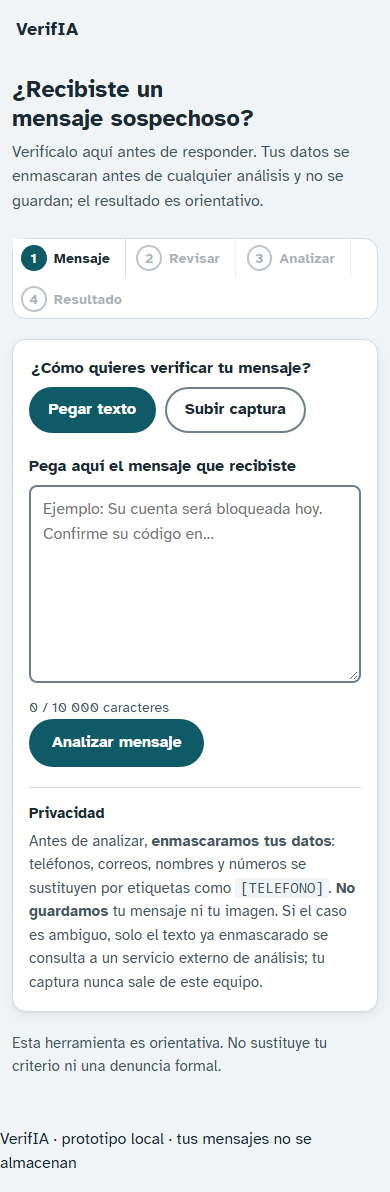 VerifIA
¿Recibiste un
mensaje sospechoso?
Verifícalo aquí antes de responder. Tus datos se
enmascaran antes de cualquier análisis y no se
guardan; el resultado es orientativo.
1 Mensaje 2 Revisar 3 Analizar
4 Resultado
¿Cómo quieres verificar tu mensaje?
Pegar texto Subir captura
Pega aquí el mensaje que recibiste
Ejemplo: Su cuenta será bloqueada hoy.
Confirme su código en...
0 / 10 000 caracteres
Analizar mensaje
Privacidad
Antes de analizar, enmascaramos tus datos:
teléfonos, correos, nombres y números se
sustituyen por etiquetas como [TELEFONO]. No
guardamos tu mensaje ni tu imagen. Si el caso
es ambiguo, solo el texto ya enmascarado se
consulta a un servicio externo de análisis; tu
captura nunca sale de este equipo.
Esta herramienta es orientativa. No sustituye tu
criterio ni una denuncia formal.
VerifIA · prototipo local · tus mensajes no se
almacenan